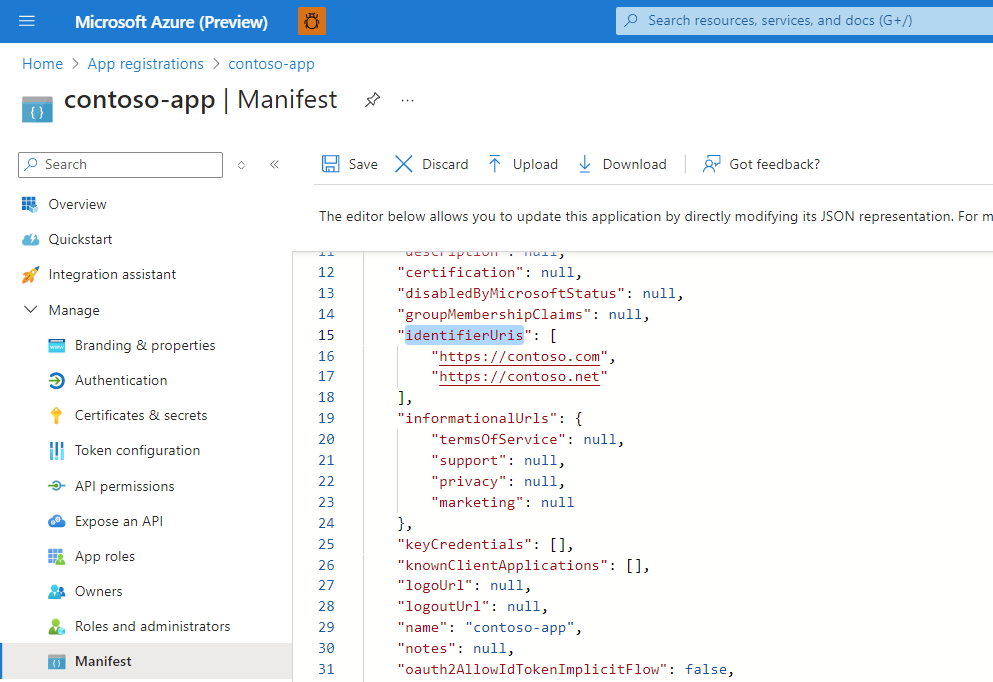 Microsoft Azure (Preview)
Search resources, services, and docs (G+/)
Home > App registrations > contoso-app
contoso-app | Manifest
Search
Save
Discard
Upload
Download
Got feedback?
Overview
Quickstart
Integration assistant
Manage
Branding & properties
Authentication
Certificates & secrets
Token configuration
API permissions
Expose an API
App roles
Owners
Roles and administrators
Manifest
The editor below allows you to update this application by directly modifying its JSON representation. For m
11 "description": null,
12 "certification": null,
13 "disabledByMicrosoftStatus": null,
14 "groupMembershipClaims": null,
15 "identifierUris": [
16 "https://contoso.com",
17 "https://contoso.net"
18 ],
19 "informationalUrls": {
20 "termsOfService": null,
21 "support": null,
22 "privacy": null,
23 "marketing": null
24 },
25 "keyCredentials": [],
26 "knownClientApplications": [],
27 "logoUrl": null,
28 "logoutUrl": null,
29 "name": "contoso-app",
30 "notes": null,
31 "oauth2AllowIdTokenImplicitFlow": false,